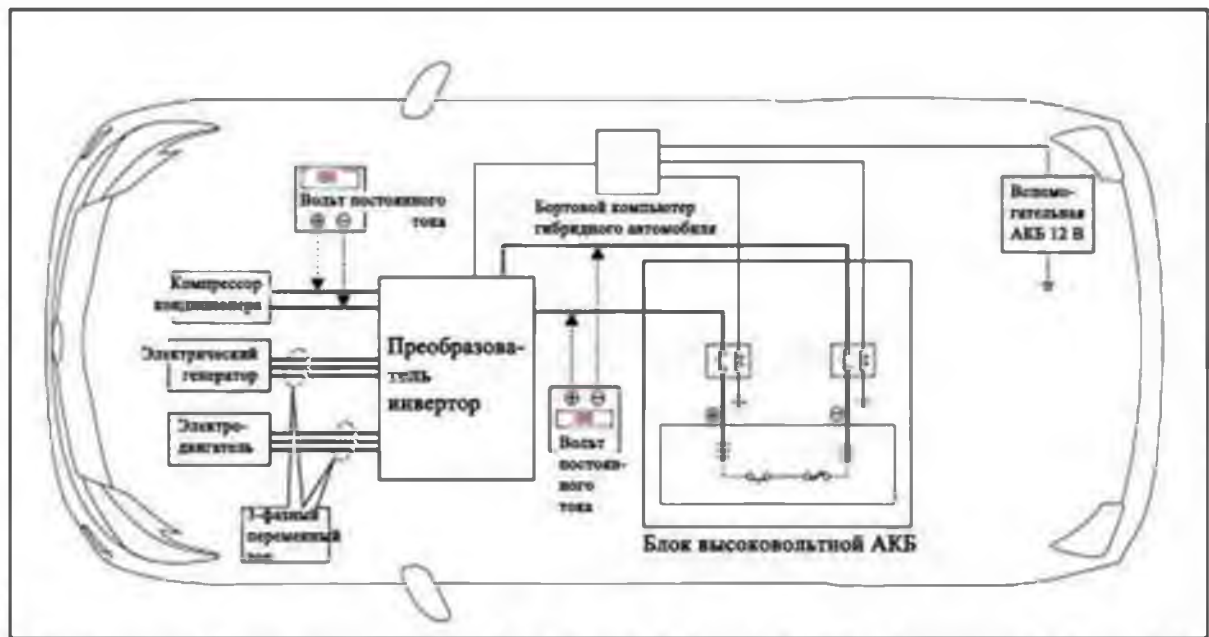 Вольт постоянного
тока
Бортовой компьютер
гибридного автомобиля
Вспомо-
гательная
АКБ 12 В
Компрессор
кондиционера
Электрический
генератор
Электро-
двигатель
Преобразова-
тель
инвертор
Вольт
постоян-
ного
тока
3-фазный
переменный
ток
Блок высоковольтной АКБ